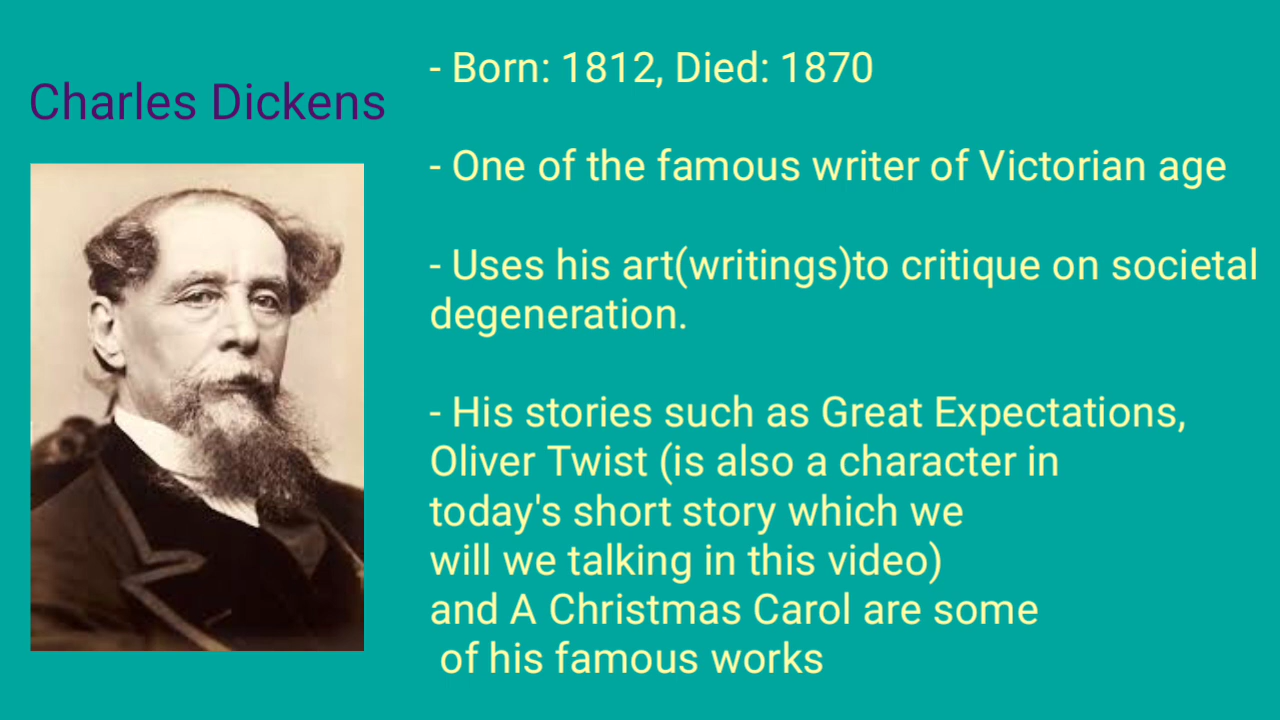 Charles Dickens
- Born: 1812, Died: 1870
- One of the famous writer of Victorian age
- Uses his art(writings)to critique on societal
degeneration.
- His stories such as Great Expectations,
Oliver Twist (is also a character in
today's short story which we
will we talking in this video)
and A Christmas Carol are some
of his famous works